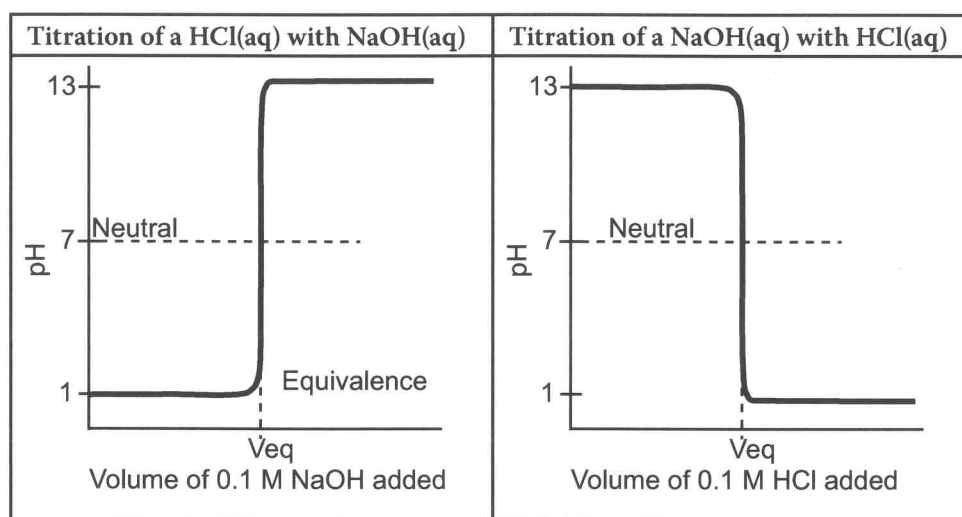 Titration of a HCl(aq) with NaOH(aq)
13
Neutral
7
pH
1
Equivalence
Veq
Volume of 0.1 M NaOH added
Titration of a NaOH(aq) with HCl(aq)
13
Neutral
7
pH
1
Veq
Volume of 0.1 M HCl added